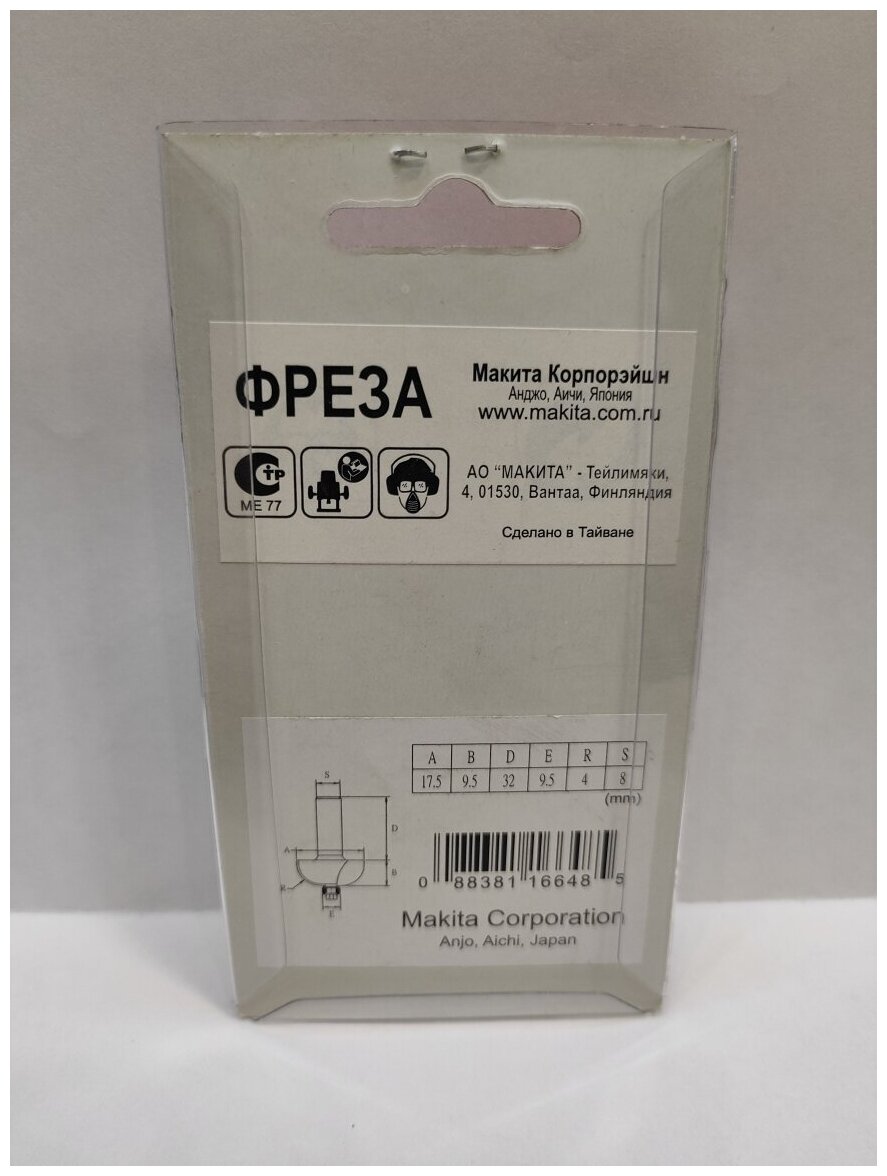 ФРЕЗА
Макита Корпорэйшн
Анджо, Аичи, Япония
www.makita.com.ru
СТР
МЕ 77
АО “МАКИТА” - Тейлимяки,
4, 01530, Вантаа, Финляндия
Сделано в Тайване
A B D E R S
17.5 9.5 32 9.5 4 8
(mm)
S
D
A
B
R
E
0 88381 16648 5
Makita Corporation
Anjo, Aichi, Japan